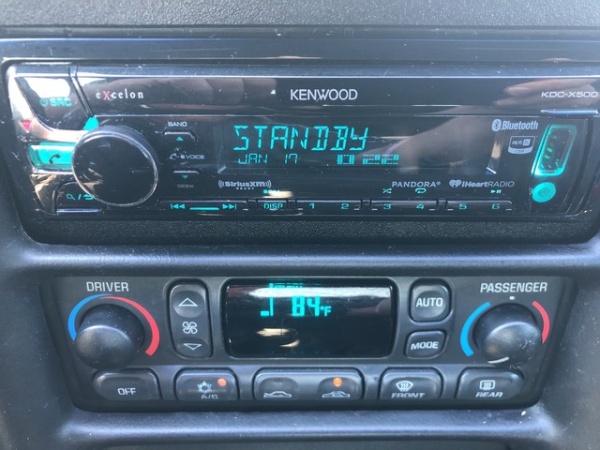 SRC
eXcelon
KENWOOD
KDC-X500
BAND
STANDBY
Bluetooth
VOICE
JAN 17 10:22
SiriusXM
PANDORA
iHeartRADIO
DISP 1 2 3 4 5 6
DRIVER
PASSENGER
84°F
AUTO
MODE
OFF
A/C
FRONT
REAR